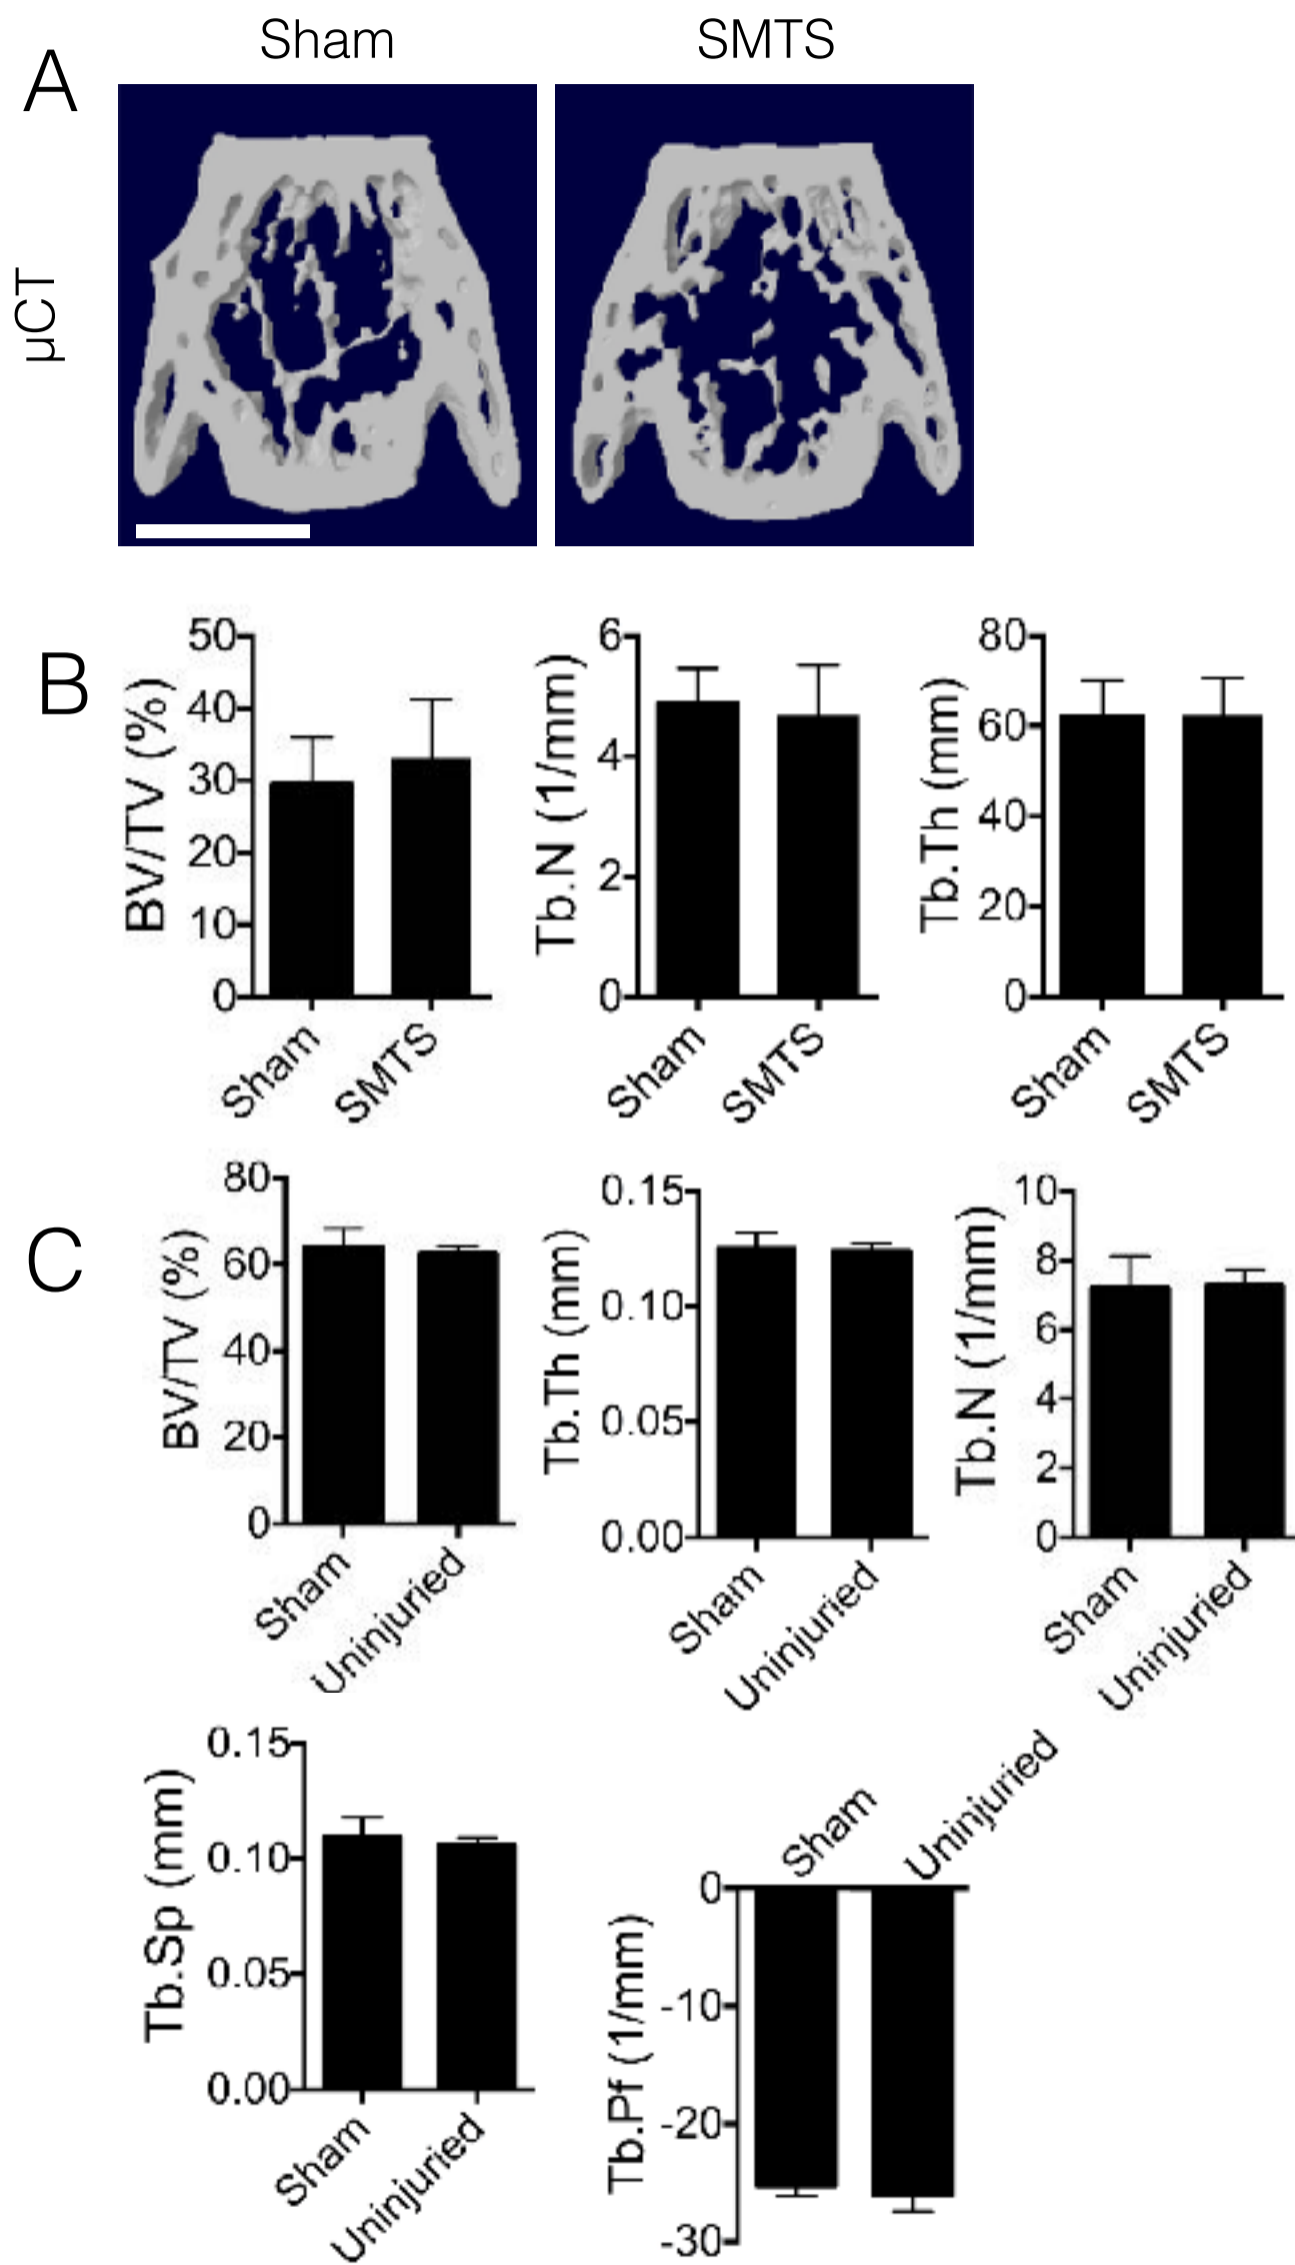 Sham SMTS
A
µCT
B
BV/TV (%)
50
40
30
20
10
0
Sham
SMTS
Tb.N (1/mm)
6
4
2
0
Sham
SMTS
Tb.Th (mm)
80
60
40
20
0
Sham
SMTS
C
BV/TV (%)
80
60
40
20
0
Sham
Uninjuried
Tb.Th (mm)
0.15
0.10
0.05
0.00
Sham
Uninjuried
Tb.N (1/mm)
10
8
6
4
2
0
Sham
Uninjuried
Tb.Sp (mm)
0.15
0.10
0.05
0.00
Sham
Uninjuried
Tb.Pf (1/mm)
Sham
Uninjuried
0
-10
-20
-30